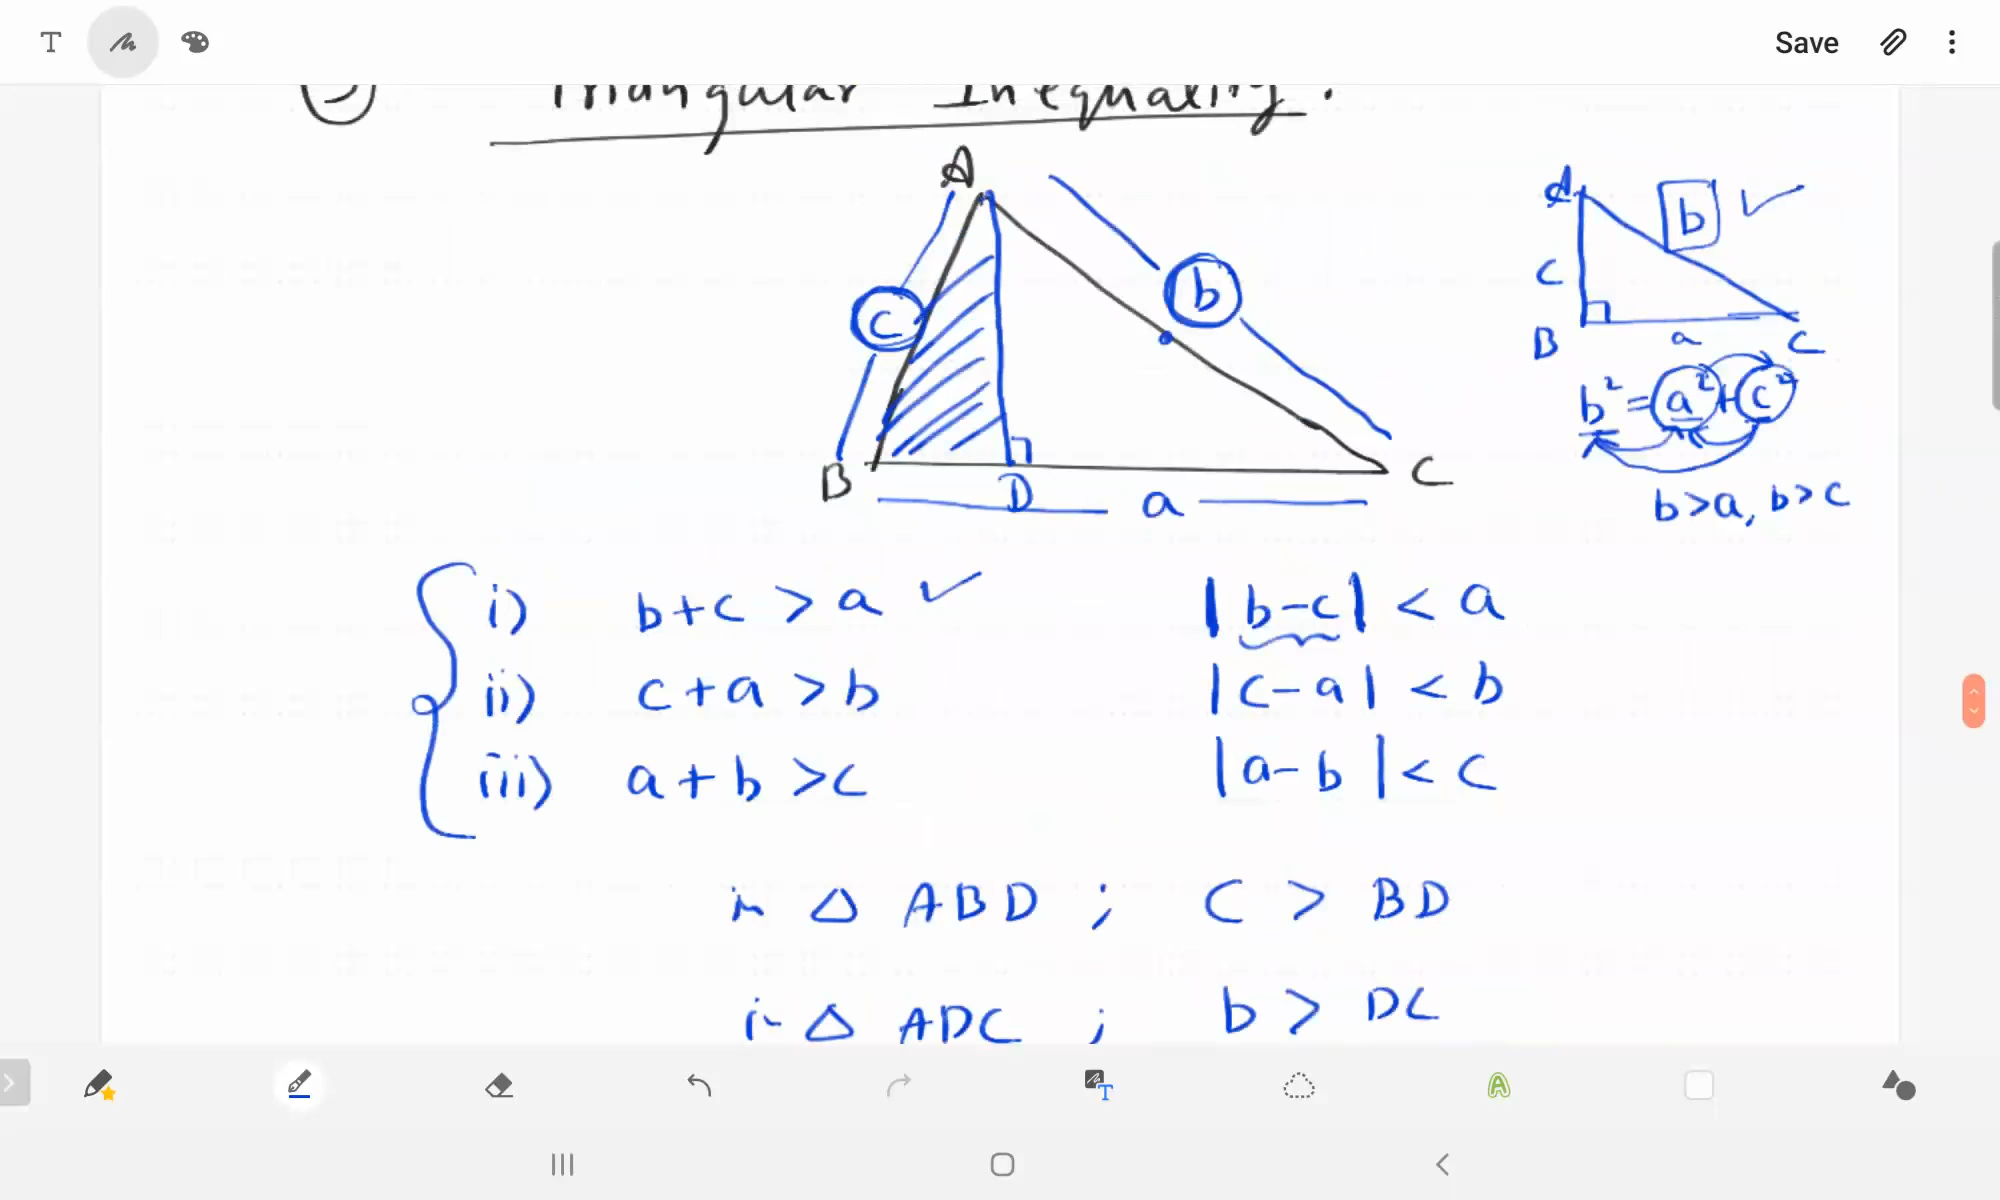 T
Save
Triangular Inequality.
A
b
c
B
D
a
C
A
b
c
B
a
C
b² = a² + c²
b > a, b > c
i) b + c > a |b - c| < a
ii) c + a > b |c - a| < b
iii) a + b > c |a - b| < c
in Δ ABD ; c > BD
in Δ ADC ; b > DC
T
A